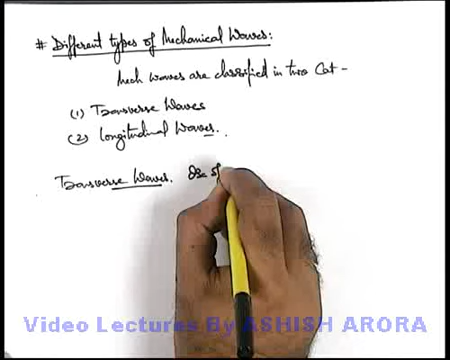 # Different types of Mechanical Waves:
Mech waves are classified in two Cat -
(1) Transverse Waves
(2) Longitudinal Waves.
Transverse Waves.
Video Lectures By ASHISH ARORA